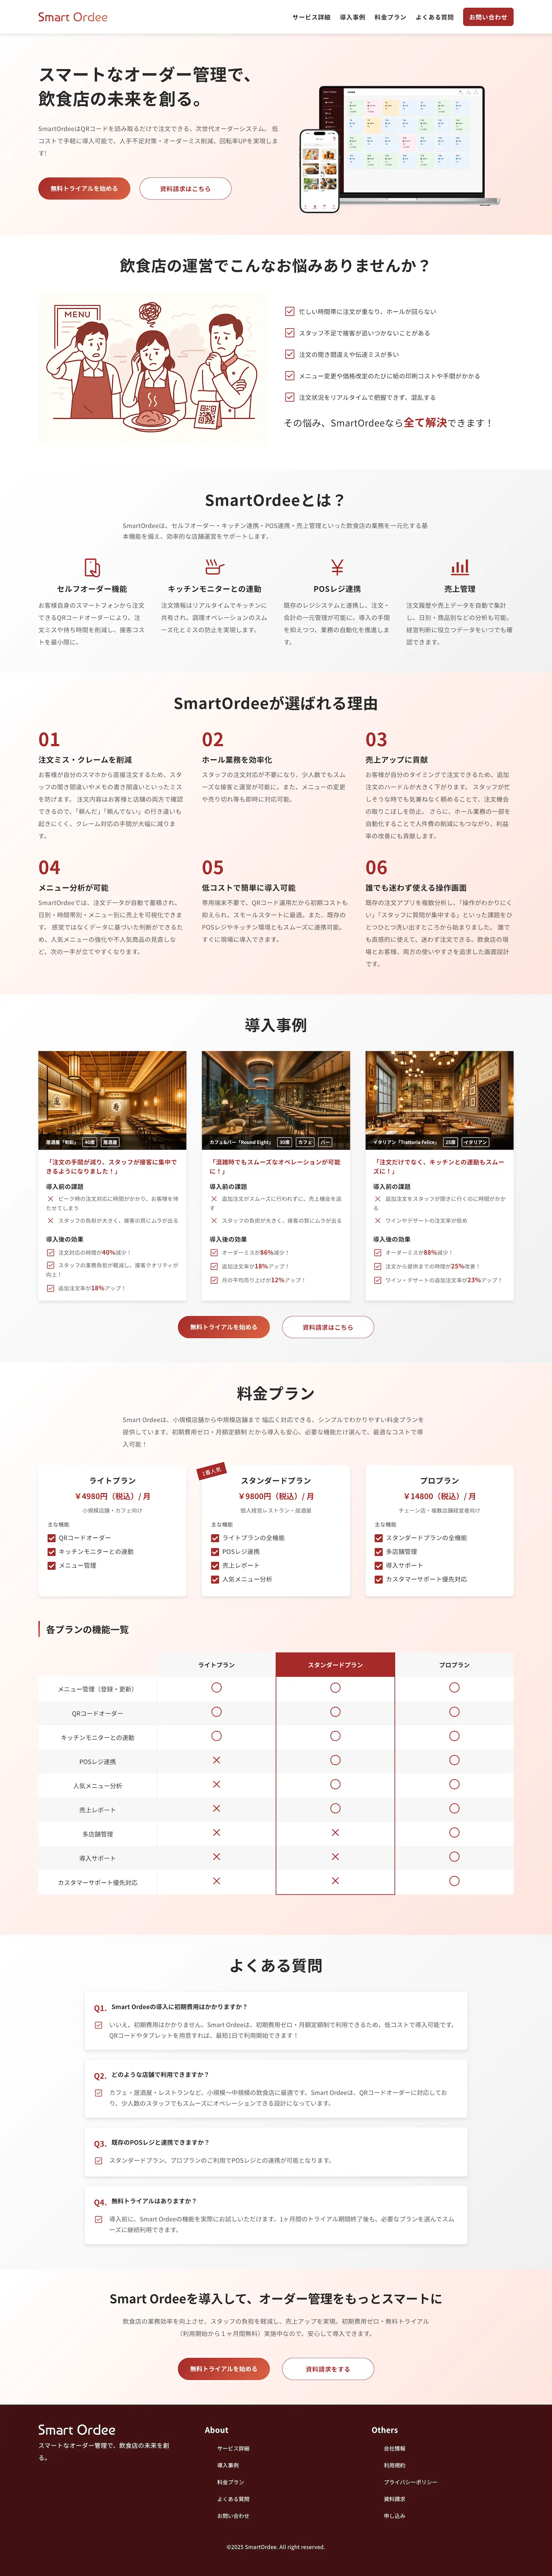 Smart Ordee
サービス詳細
導入事例
料金プラン
よくある質問
お問い合わせ
スマートなオーダー管理で、
飲食店の未来を創る。
SmartOrdeeはQRコードを読み取るだけで注文できる、次世代オーダーシステム。 低
コストで手軽に導入可能で、人手不足対策・オーダーミス削減、回転率UPを実現しま
す!
無料トライアルを始める
資料請求はこちら
飲食店の運営でこんなお悩みありませんか？
MENU
忙しい時間帯に注文が重なり、ホールが回らない
スタッフ不足で接客が追いつかないことがある
注文の聞き間違えや伝達ミスが多い
メニュー変更や価格改定のたびに紙の印刷コストや手間がかかる
注文状況をリアルタイムで把握できず、混乱する
その悩み、SmartOrdeeなら全て解決できます！
SmartOrdeeとは？
SmartOrdeeは、セルフオーダー・キッチン連携・POS連携・売上管理といった飲食店の業務を一元化する基
本機能を備え、効率的な店舗運営をサポートします。
セルフオーダー機能
お客様自身のスマートフォンから注文
できるQRコードオーダーにより、注
文ミスや待ち時間を削減し、接客コス
トを最小限に。
キッチンモニターとの連動
注文情報はリアルタイムでキッチンに
共有され、調理オペレーションのスム
ーズ化とミスの防止を実現します。
POSレジ連携
既存のレジシステムと連携し、注文・
会計の一元管理が可能に。導入の手間
を抑えつつ、業務の自動化を推進しま
す。
売上管理
注文履歴や売上データを自動で集計
し、日別・商品別などの分析も可能。
経営判断に役立つデータをいつでも確
認できます。
SmartOrdeeが選ばれる理由
01
注文ミス・クレームを削減
お客様が自分のスマホから直接注文するため、スタ
ッフの聞き間違いやメモの書き間違いといったミス
を防げます。 注文内容はお客様と店舗の両方で確認
できるので、「頼んだ」「頼んでない」の行き違いも
起きにくく、クレーム対応の手間が大幅に減りま
す。
02
ホール業務を効率化
スタッフの注文対応が不要になり、少人数でもスム
ーズな接客と運営が可能に。また、メニューの変更
や売り切れ等も即時に対応可能。
03
売上アップに貢献
お客様が自分のタイミングで注文できるため、追加
注文のハードルが大きく下がります。 スタッフが忙
しそうな時でも気兼ねなく頼めることで、注文機会
の取りこぼしを防止。 さらに、ホール業務の一部を
自動化することで人件費の削減にもつながり、利益
率の改善にも貢献します。
04
メニュー分析が可能
SmartOrdeeでは、注文データが自動で蓄積され、
日別・時間帯別・メニュー別に売上を可視化できま
す。 感覚ではなくデータに基づいた判断ができるた
め、人気メニューの強化や不人気商品の見直しな
ど、次の一手が立てやすくなります。
05
低コストで簡単に導入可能
専用端末不要で、QRコード運用だから初期コストも
抑えられ、スモールスタートに最適。また、既存の
POSレジやキッチン環境ともスムーズに連携可能。
すぐに現場に導入できます。
06
誰でも迷わず使える操作画面
既存の注文アプリを複数分析し、「操作がわかりにく
い」「スタッフに質問が集中する」といった課題をひ
とつひとつ洗い出すところから始まりました。 誰で
も直感的に使えて、迷わず注文できる。飲食店の現
場とお客様、両方の使いやすさを追求した画面設計
です。
導入事例
居酒屋「町彩」 40席 居酒屋
「注文の手間が減り、スタッフが接客に集中で
きるようになりました！」
導入前の課題
ピーク時の注文対応に時間がかかり、お客様を待
たせてしまう
スタッフの負担が大きく、接客の質にムラが出る
導入後の効果
注文対応の時間が40%減少！
スタッフの業務負担が軽減し、接客クオリティが
向上！
追加注文率が18%アップ！
カフェ&バー「Round Eight」 30席 カフェ バー
「混雑時でもスムーズなオペレーションが可能
に！」
導入前の課題
追加注文がスムーズに行われずに、売上機会を逃
す
スタッフの負担が大きく、接客の質にムラが出る
導入後の効果
オーダーミスが86%減少！
追加注文率が18%アップ！
月の平均売り上げが12%アップ！
イタリアン「Trattoria Felice」 25席 イタリアン
「注文だけでなく、キッチンとの連動もスムー
ズに！」
導入前の課題
追加注文をスタッフが聞きに行くのに時間がかか
る
ワインやデザートの注文率が低め
導入後の効果
オーダーミスが88%減少！
注文から提供までの時間が25%改善！
ワイン・デザートの追加注文率が23%アップ！
無料トライアルを始める
資料請求はこちら
料金プラン
Smart Ordeeは、小規模店舗から中規模店舗まで 幅広く対応できる、シンプルでわかりやすい料金プランを
提供しています。初期費用ゼロ・月額定額制 だから導入も安心。必要な機能だけ選んで、最適なコストで導
入可能！
ライトプラン
￥4980円（税込）/ 月
小規模店舗・カフェ向け
主な機能
QRコードオーダー
キッチンモニターとの連動
メニュー管理
1番人気
スタンダードプラン
￥9800円（税込）/ 月
個人経営レストラン・居酒屋
主な機能
ライトプランの全機能
POSレジ連携
売上レポート
人気メニュー分析
プロプラン
￥14800（税込）/ 月
チェーン店・複数店舗経営者向け
主な機能
スタンダードプランの全機能
多店舗管理
導入サポート
カスタマーサポート優先対応
各プランの機能一覧
ライトプラン
スタンダードプラン
プロプラン
メニュー管理（登録・更新）
QRコードオーダー
キッチンモニターとの連動
POSレジ連携
人気メニュー分析
売上レポート
多店舗管理
導入サポート
カスタマーサポート優先対応
よくある質問
Q1. Smart Ordeeの導入に初期費用はかかりますか？
いいえ、初期費用はかかりません。Smart Ordeeは、初期費用ゼロ・月額定額制で利用できるため、低コストで導入可能です。
QRコードやタブレットを用意すれば、最短1日で利用開始できます！
Q2. どのような店舗で利用できますか？
カフェ・居酒屋・レストランなど、小規模～中規模の飲食店に最適です。Smart Ordeeは、QRコードオーダーに対応してお
り、少人数のスタッフでもスムーズにオペレーションできる設計になっています。
Q3. 既存のPOSレジと連携できますか？
スタンダードプラン、プロプランのご利用でPOSレジとの連携が可能となります。
Q4. 無料トライアルはありますか？
導入前に、Smart Ordeeの機能を実際にお試しいただけます。1ヶ月間のトライアル期間終了後も、必要なプランを選んでスム
ーズに継続利用できます。
Smart Ordeeを導入して、オーダー管理をもっとスマートに
飲食店の業務効率を向上させ、スタッフの負担を軽減し、売上アップを実現。初期費用ゼロ・無料トライアル
（利用開始から１ヶ月間無料）実施中なので、安心して導入できます。
無料トライアルを始める
資料請求をする
Smart Ordee
スマートなオーダー管理で、飲食店の未来を創
る。
About
サービス詳細
導入事例
料金プラン
よくある質問
お問い合わせ
Others
会社情報
利用規約
プライバシーポリシー
資料請求
申し込み
©2025 SmartOrdee. All right reserved.